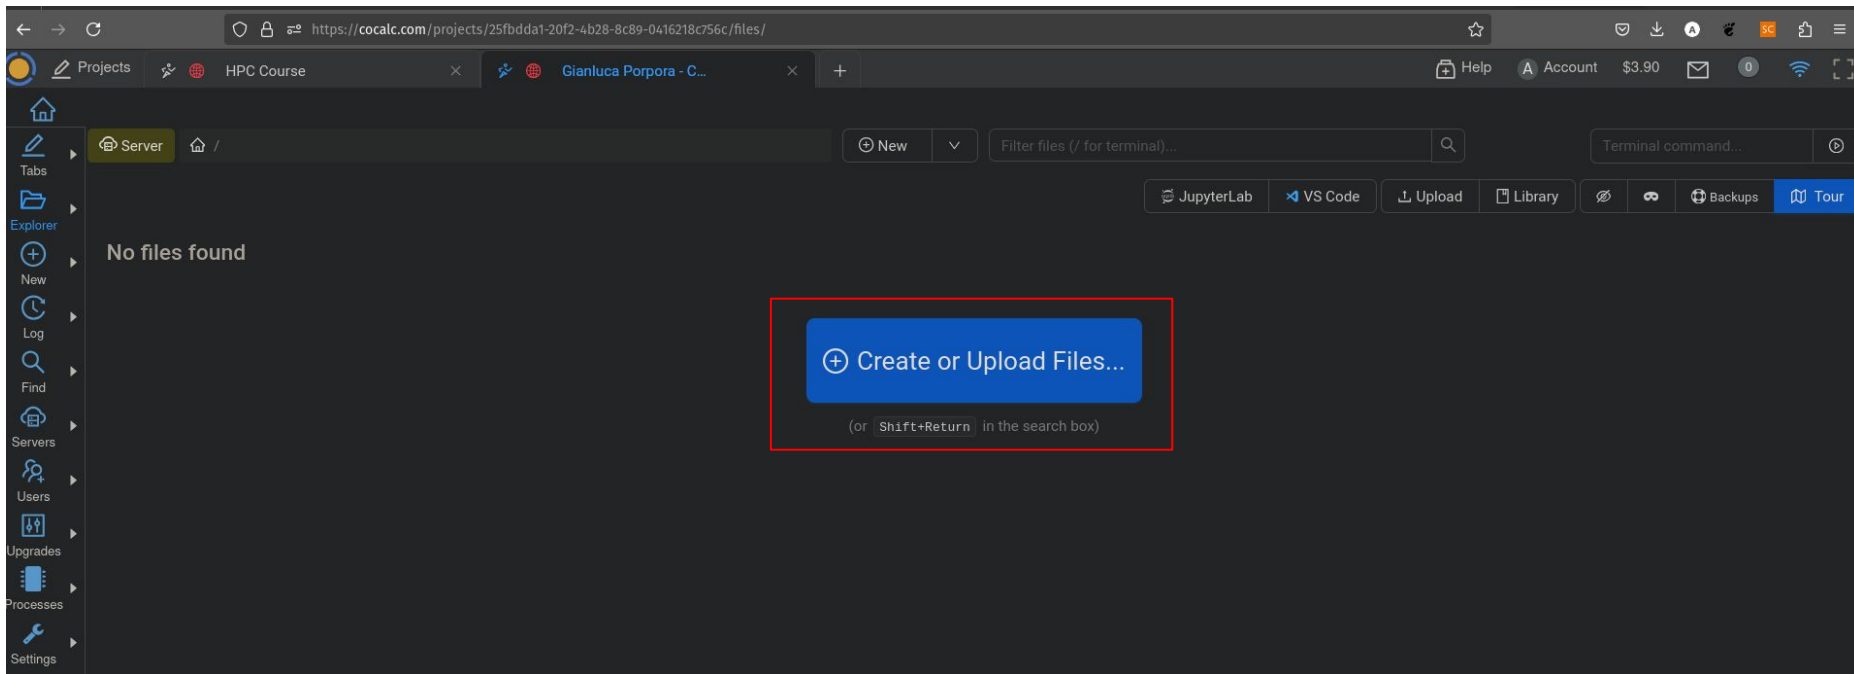 https://cocalc.com/projects/25fbdda1-20f2-4b28-8c89-0416218c756c/files/
A
SC
Projects
HPC Course
Gianluca Porpora - C...
Help
A Account
$3.90
0
Server
/
New
Filter files (/ for terminal)...
Terminal command...
Tabs
JupyterLab
VS Code
Upload
Library
Backups
Tour
Explorer
No files found
New
Log
Create or Upload Files...
Find
(or Shift+Return in the search box)
Servers
Users
Upgrades
Processes
Settings